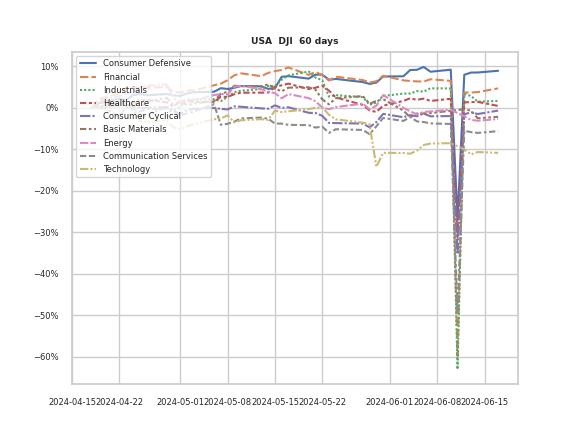 USA DJI 60 days
10%
0%
−10%
−20%
−30%
−40%
−50%
−60%
Consumer Defensive
Financial
Industrials
Healthcare
Consumer Cyclical
Basic Materials
Energy
Communication Services
Technology
2024-04-15 2024-04-22 2024-05-01 2024-05-08 2024-05-15 2024-05-22 2024-06-01 2024-06-08 2024-06-15